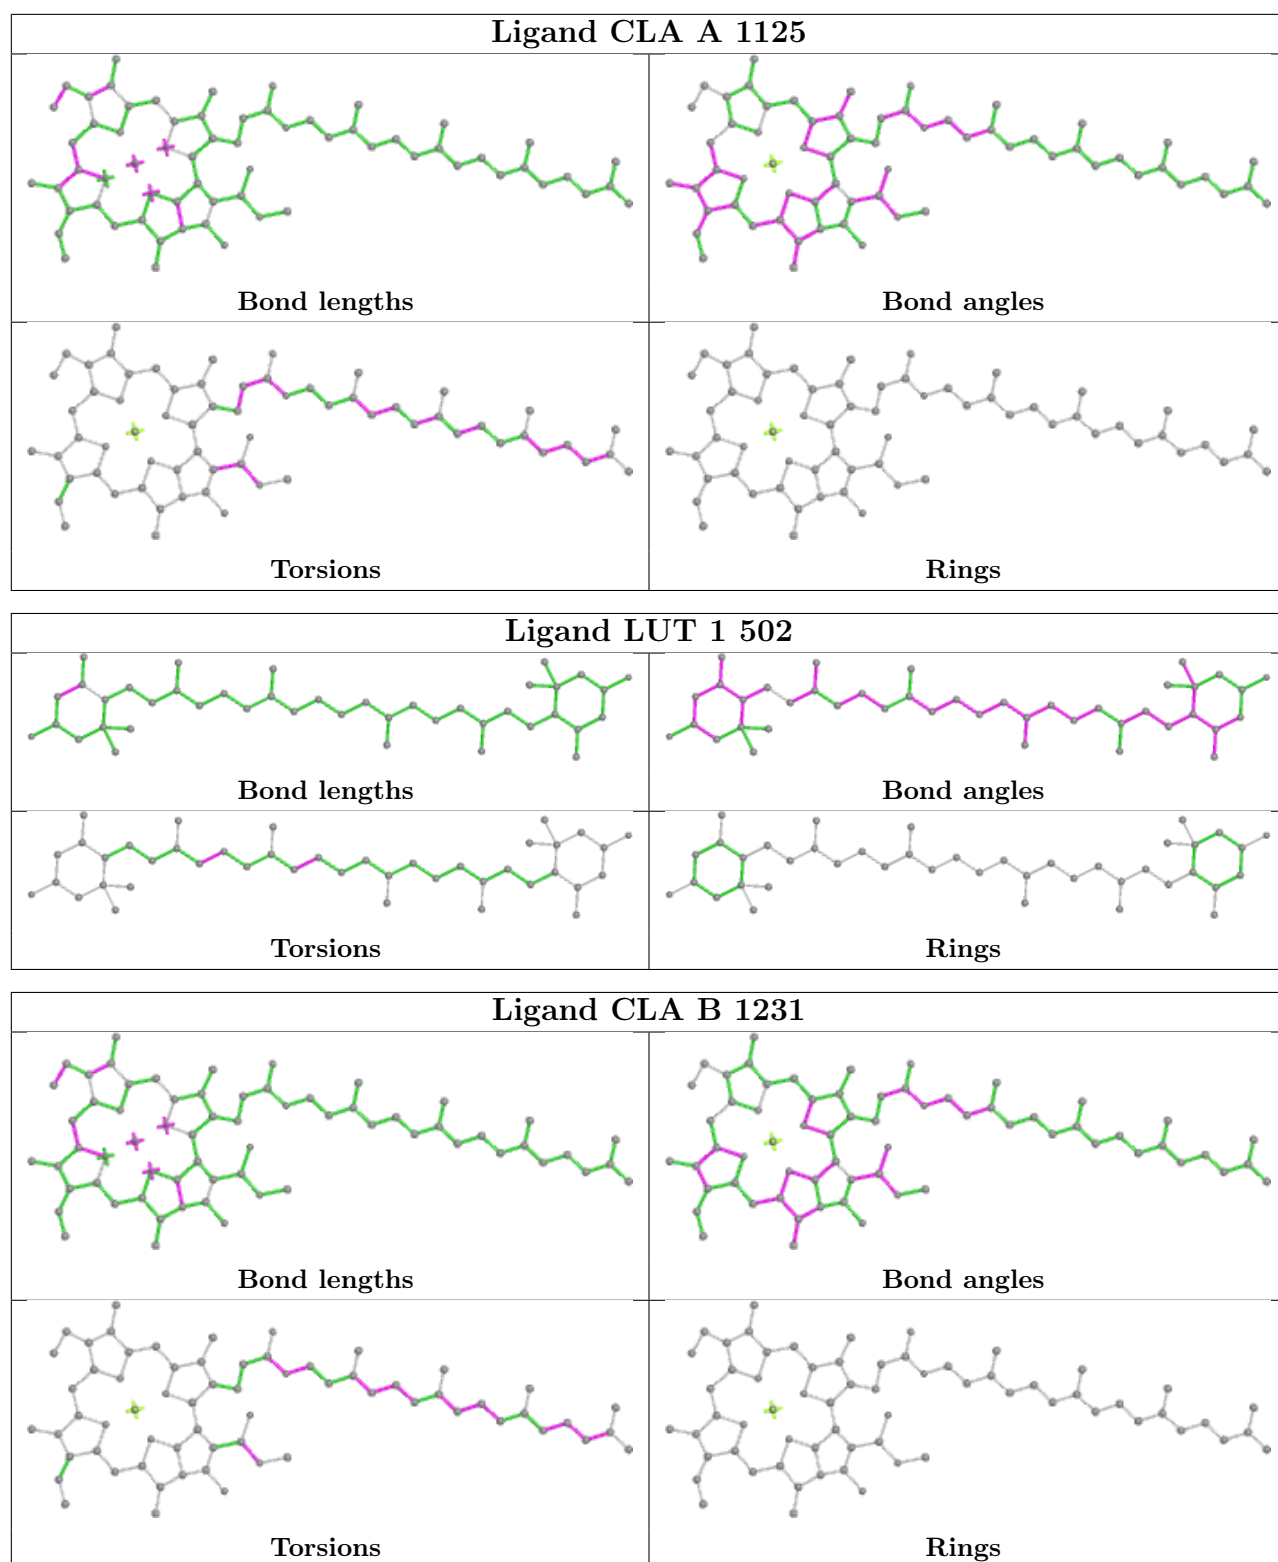 Ligand CLA A 1125
Bond lengths
Bond angles
Torsions
Rings
Ligand LUT 1 502
Bond lengths
Bond angles
Torsions
Rings
Ligand CLA B 1231
Bond lengths
Bond angles
Torsions
Rings